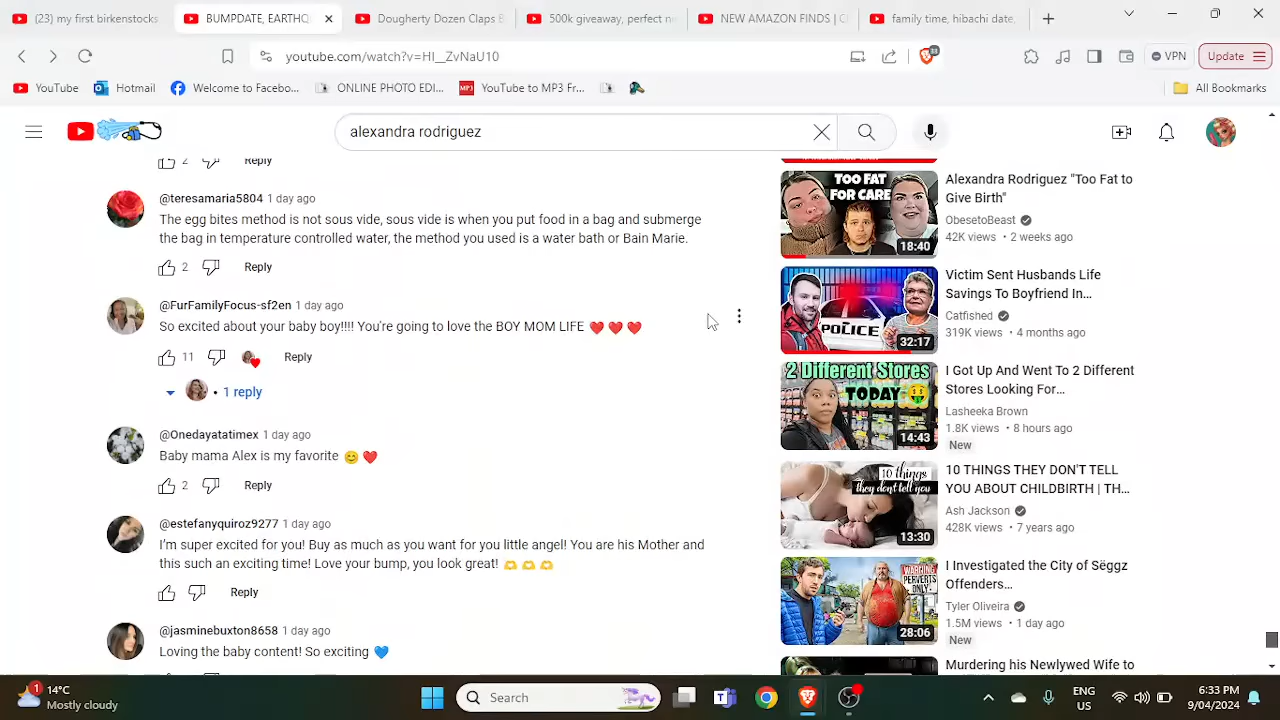 (23) my first birkenstocks
BUMPDATE, EARTHQ
Dougherty Dozen Claps B
500k giveaway, perfect ni
NEW AMAZON FINDS | C
family time, hibachi date,
youtube.com/watch?v=HI__ZvNaU10
33
VPN
Update
YouTube
Hotmail
Welcome to Facebo...
ONLINE PHOTO EDI...
MP3
YouTube to MP3 Fr...
All Bookmarks
alexandra rodriguez
2
Reply
@teresamaria5804 1 day ago
The egg bites method is not sous vide, sous vide is when you put food in a bag and submerge
the bag in temperature controlled water, the method you used is a water bath or Bain Marie.
2
Reply
@FurFamilyFocus-sf2en 1 day ago
So excited about your baby boy!!!! You're going to love the BOY MOM LIFE ❤️ ❤️ ❤️
11
Reply
1 reply
@Onedayatatimex 1 day ago
Baby mama Alex is my favorite 😊 ❤️
2
Reply
@estefanyquiroz9277 1 day ago
I'm super excited for you! Buy as much as you want for you little angel! You are his Mother and
this such an exciting time! Love your bump, you look great! 🫶 🫶 🫶
Reply
@jasminebuxton8658 1 day ago
Loving the baby content! So exciting 💙
TOO FAT
FOR CARE
18:40
Alexandra Rodriguez "Too Fat to
Give Birth"
ObesetoBeast
42K views • 2 weeks ago
POLICE
32:17
Victim Sent Husbands Life
Savings To Boyfriend In...
Catfished
319K views • 4 months ago
2 Different Stores
TODAY
14:43
I Got Up And Went To 2 Different
Stores Looking For...
Lasheeka Brown
1.8K views • 8 hours ago
New
10 things
they don't tell you
13:30
10 THINGS THEY DON'T TELL
YOU ABOUT CHILDBIRTH | TH...
Ash Jackson
428K views • 7 years ago
WARNING
PERVERTS
ONLY
28:06
I Investigated the City of Sëggz
Offenders...
Tyler Oliveira
1.5M views • 1 day ago
New
Murdering his Newlywed Wife to
1
14°C
Mostly cloudy
Search
ENG
US
6:33 PM